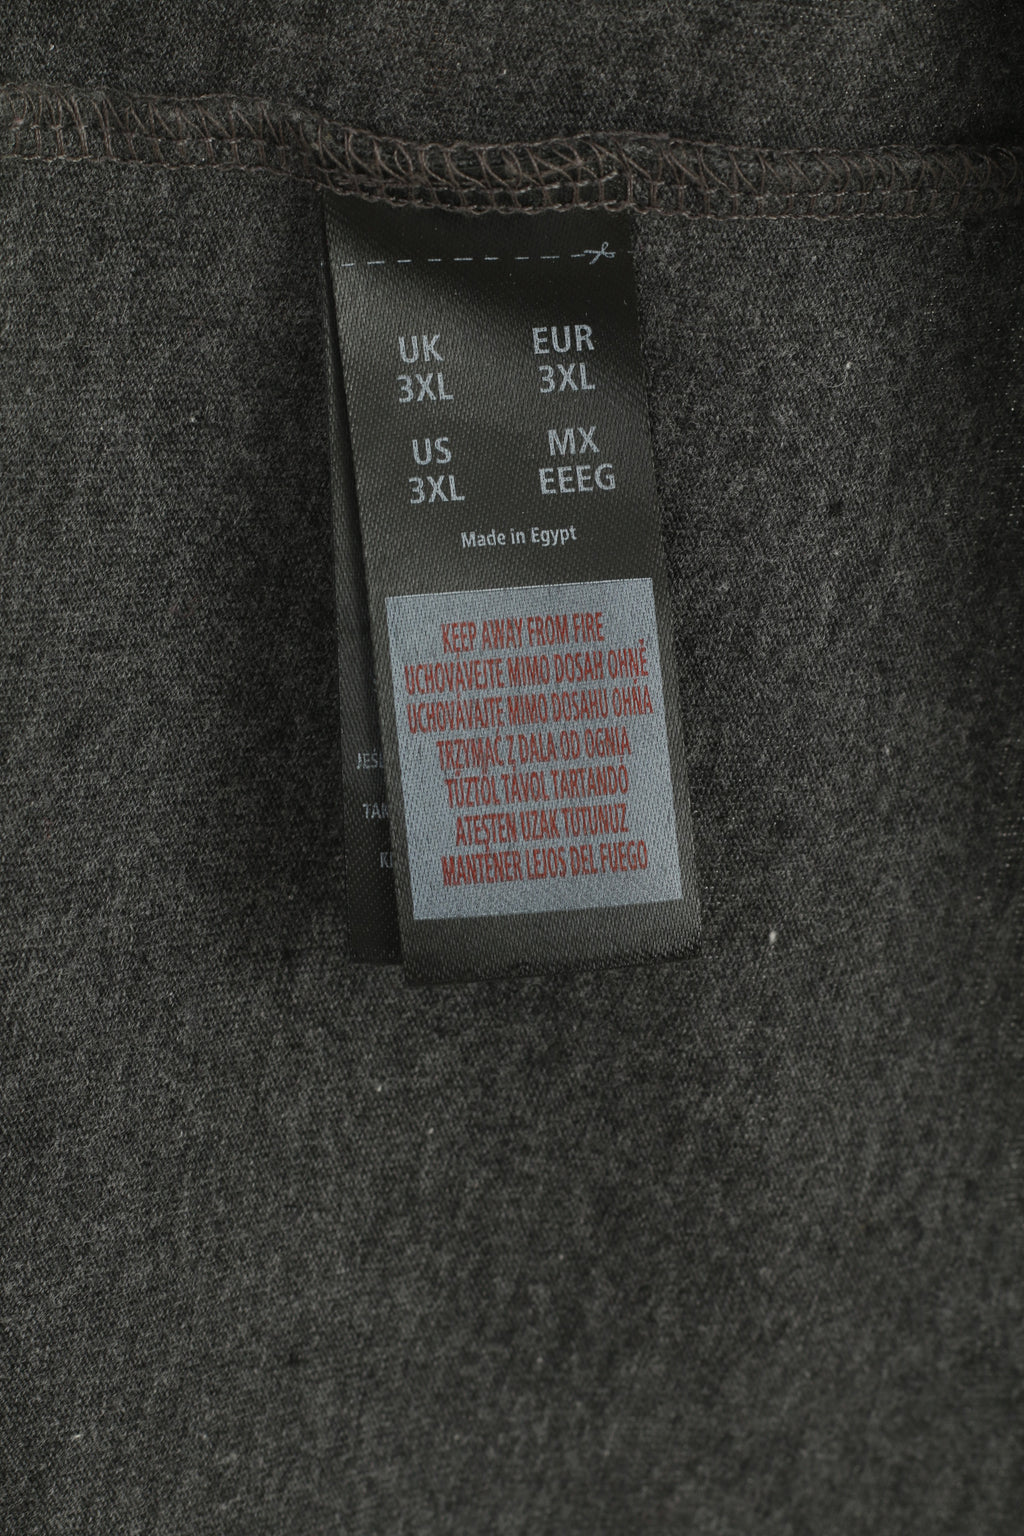 UK EUR
3XL 3XL
US MX
3XL EEEG
Made in Egypt
KEEP AWAY FROM FIRE
UCHOVÁVEJTE MIMO DOSAH OHNĚ
UCHOVÁVAJTE MIMO DOSAHU OHŇA
TRZYMAĆ Z DALA OD OGNIA
TŰZTŐL TÁVOL TARTANDÓ
ATEŞTEN UZAK TUTUNUZ
MANTENER LEJOS DEL FUEGO